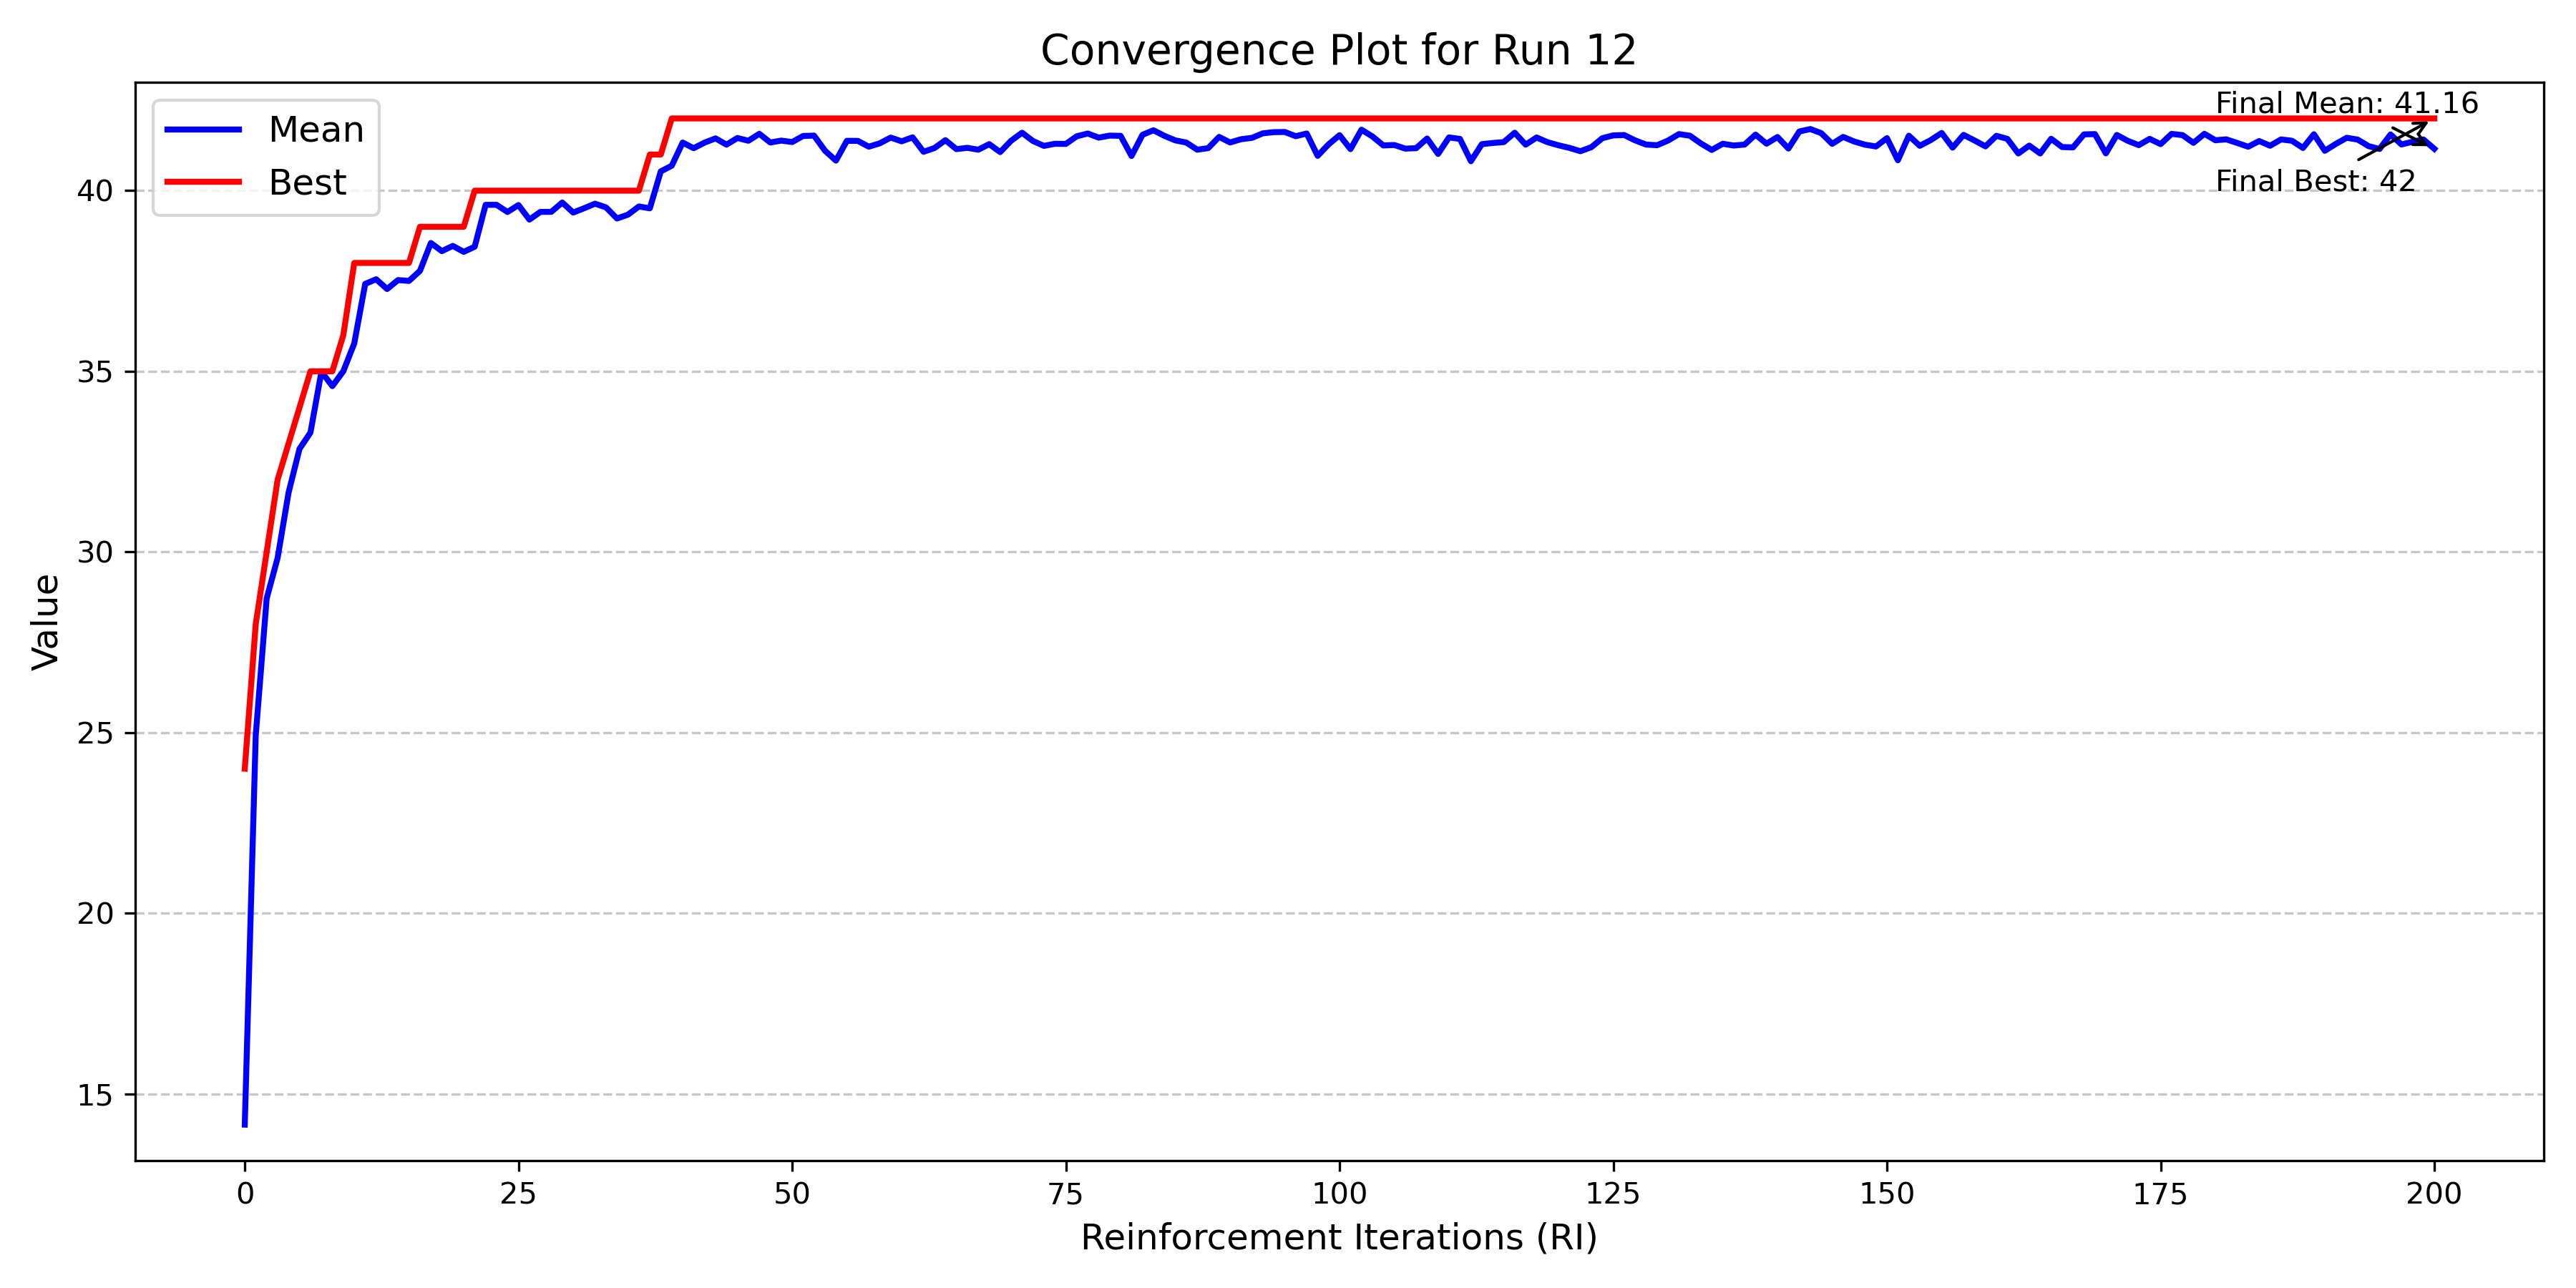 Convergence Plot for Run 12
Mean
Best
Final Mean: 41.16
Final Best: 42
Value
40
35
30
25
20
15
0 25 50 75 100 125 150 175 200
Reinforcement Iterations (RI)